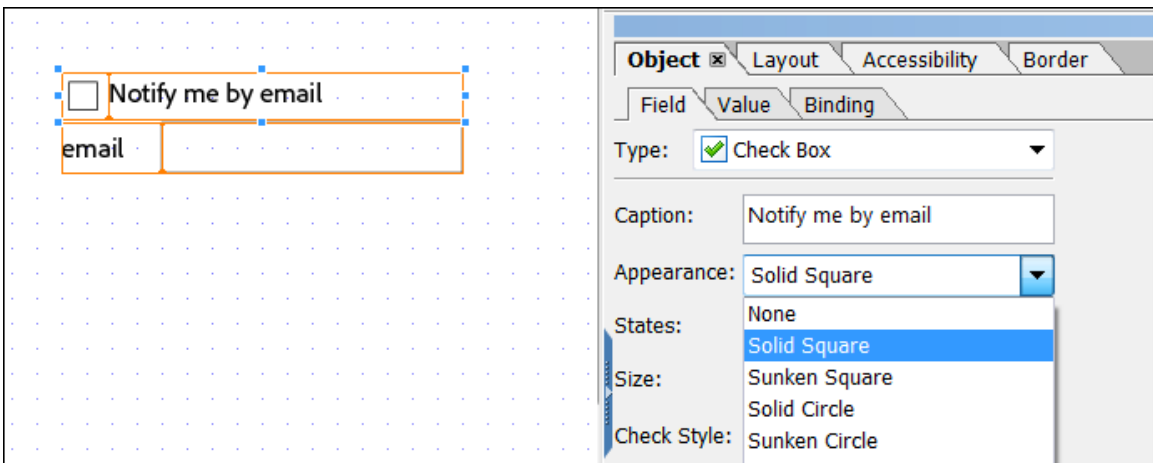 Notify me by email
email
Object Layout Accessibility Border
Field Value Binding
Type: Check Box
Caption: Notify me by email
Appearance: Solid Square
None
States:
Solid Square
Size: Sunken Square
Solid Circle
Check Style: Sunken Circle